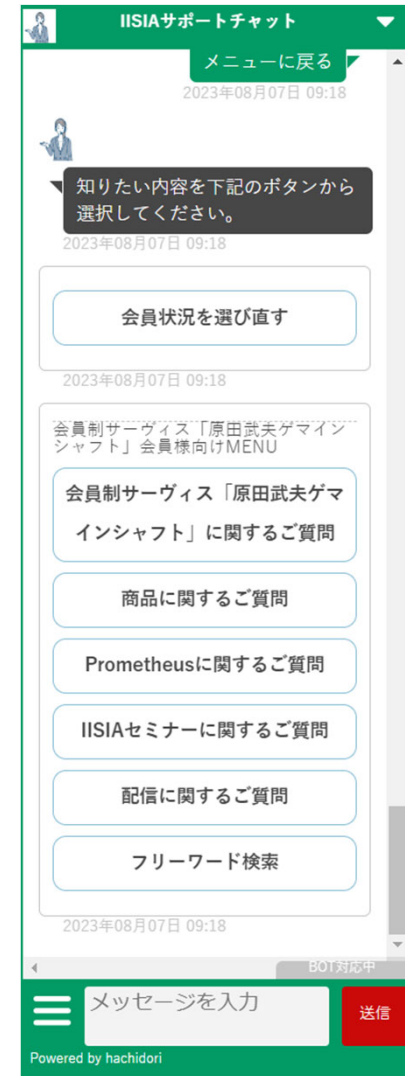 IISIAサポートチャット
メニューに戻る
2023年08月07日 09:18
知りたい内容を下記のボタンから
選択してください。
2023年08月07日 09:18
会員状況を選び直す
2023年08月07日 09:18
会員制サーヴィス「原田武夫ゲマイン
シャフト」会員様向けMENU
会員制サーヴィス「原田武夫ゲマ
インシャフト」に関するご質問
商品に関するご質問
Prometheusに関するご質問
IISIAセミナーに関するご質問
配信に関するご質問
フリーワード検索
2023年08月07日 09:18
BOT対応中
メッセージを入力
送信
Powered by hachidori